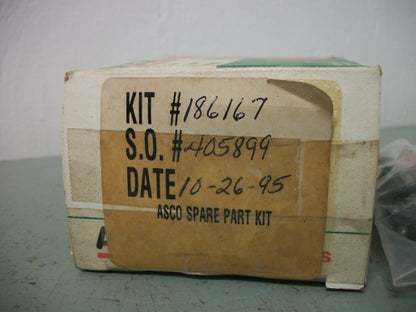 KIT #186167
S.O. #405899
DATE 10-26-95
ASCO SPARE PART KIT